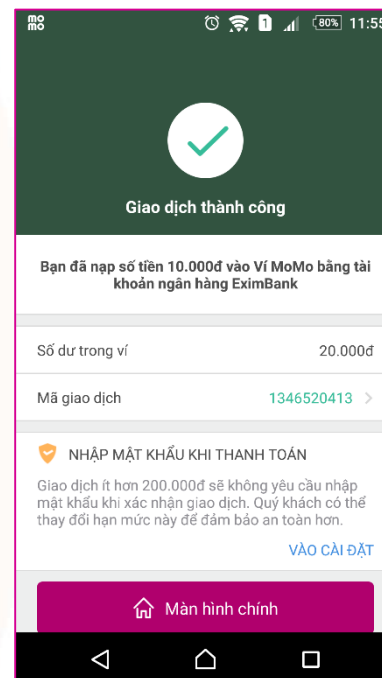 mo
mo
1
80%
11:55
Giao dịch thành công
Bạn đã nạp số tiền 10.000đ vào Ví MoMo bằng tài
khoản ngân hàng EximBank
Số dư trong ví 20.000đ
Mã giao dịch 1346520413
NHẬP MẬT KHẨU KHI THANH TOÁN
Giao dịch ít hơn 200.000đ sẽ không yêu cầu nhập
mật khẩu khi xác nhận giao dịch. Quý khách có thể
thay đổi hạn mức này để đảm bảo an toàn hơn.
VÀO CÀI ĐẶT
Màn hình chính